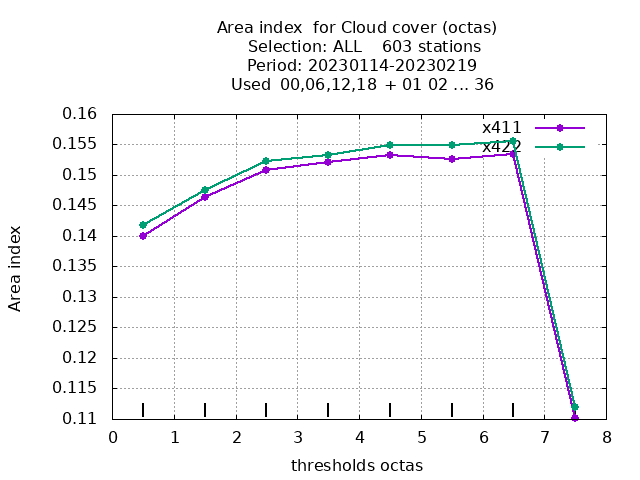 Area index  for Cloud cover (octas)
Selection: ALL    603 stations
Period: 20230114-20230219
Used  00,06,12,18  + 01 02 ... 36
x411
x422
0.16
0.155
0.15
0.145
0.14
0.135
0.13
0.125
0.12
0.115
0.11
Area index
0 1 2 3 4 5 6 7 8
thresholds octas